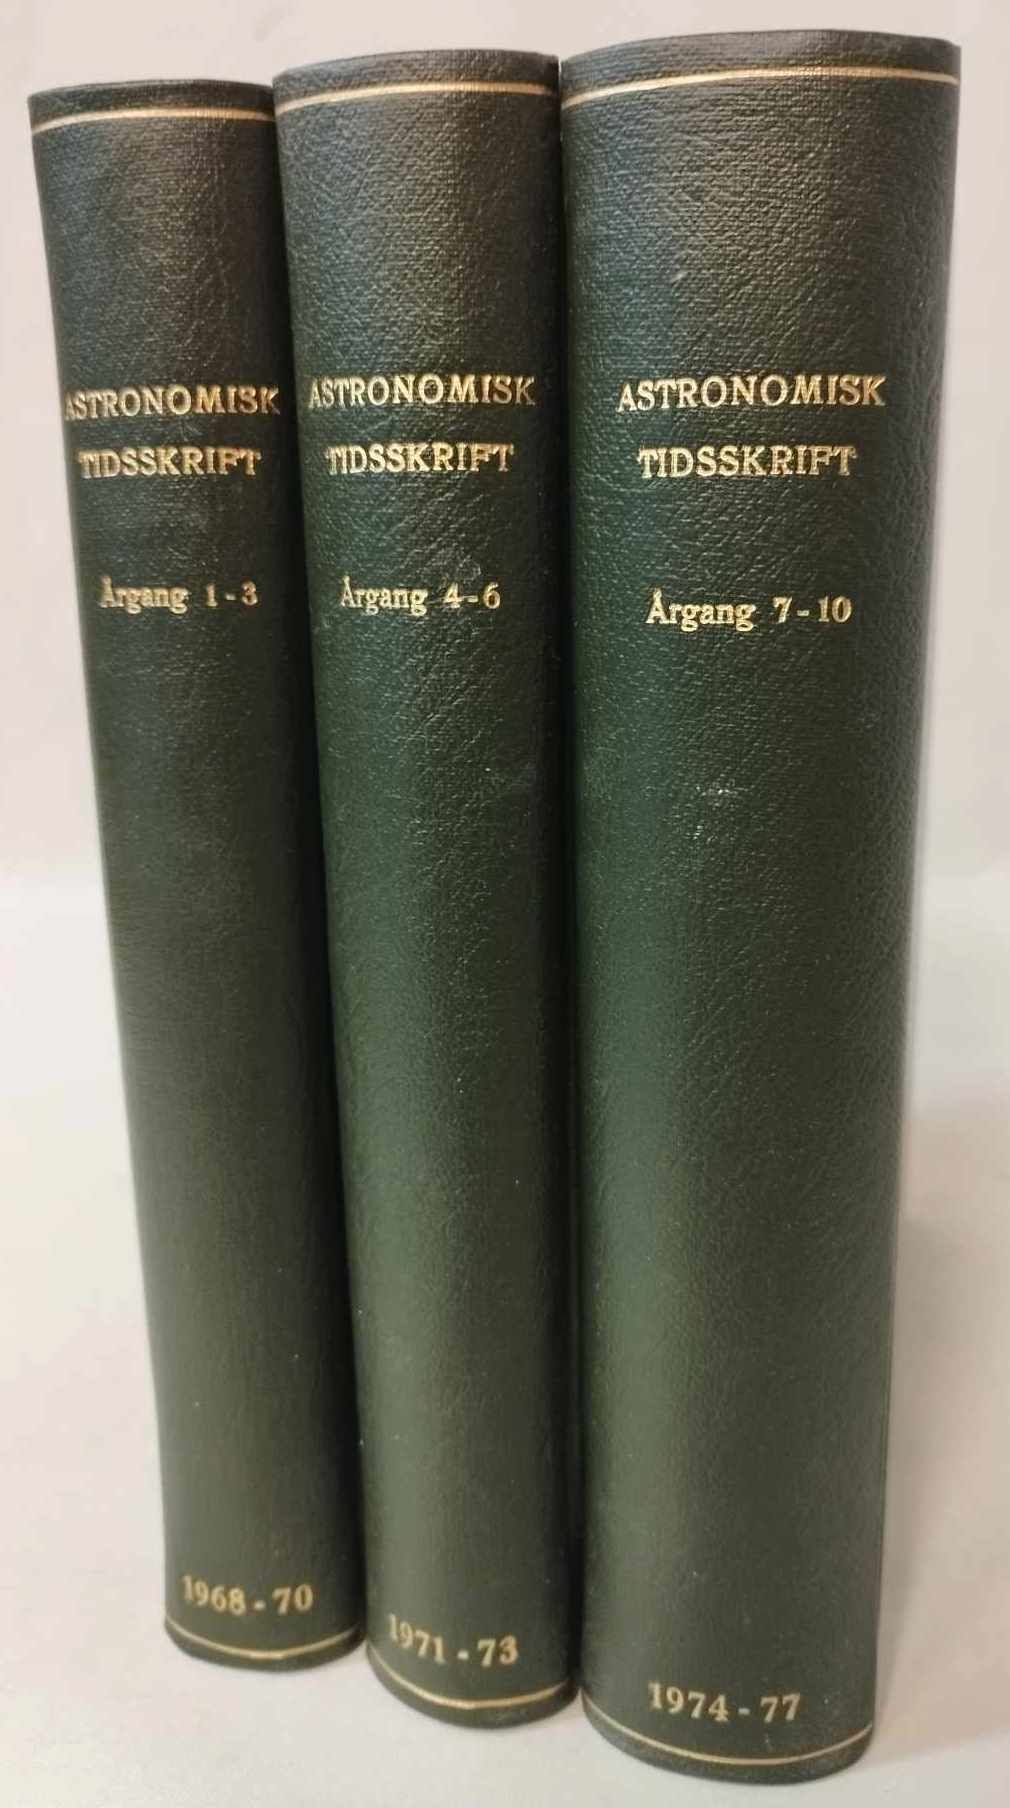 ASTRONOMISK
TIDSSKRIFT
Årgang 1-3
1968-70
ASTRONOMISK
TIDSSKRIFT
Årgang 4-6
1971-73
ASTRONOMISK
TIDSSKRIFT
Årgang 7-10
1974-77